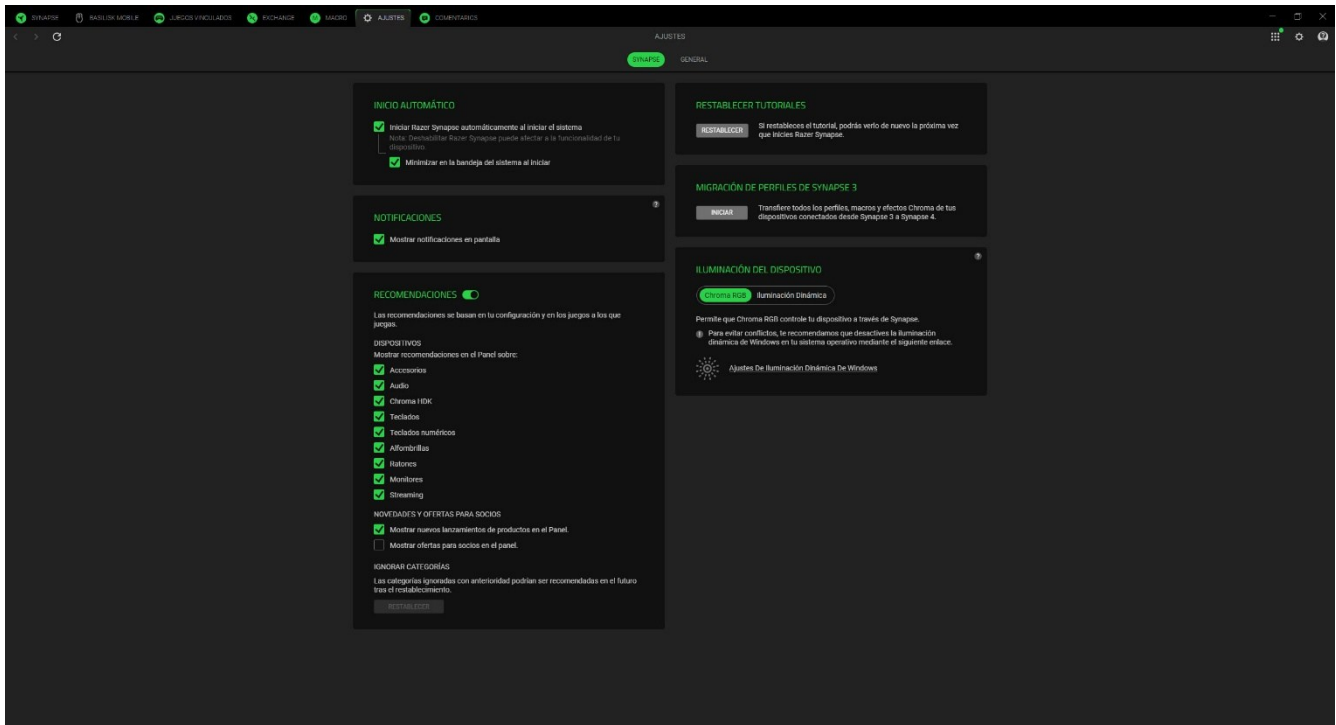 SYNAPSE BASILISK MOBILE JUEGOS VINCULADOS EXCHANGE MACRO AJUSTES COMENTARIOS
AJUSTES
SYNAPSE GENERAL
INICIO AUTOMÁTICO
Iniciar Razer Synapse automáticamente al iniciar el sistema
Nota: Deshabilitar Razer Synapse puede afectar a la funcionalidad de tu
dispositivo.
Minimizar en la bandeja del sistema al iniciar
NOTIFICACIONES
Mostrar notificaciones en pantalla
RECOMENDACIONES
Las recomendaciones se basan en tu configuración y en los juegos a los que
juegas.
DISPOSITIVOS
Mostrar recomendaciones en el Panel sobre:
Accesorios
Audio
Chroma HDK
Teclados
Teclados numéricos
Alfombrillas
Ratones
Monitores
Streaming
NOVEDADES Y OFERTAS PARA SOCIOS
Mostrar nuevos lanzamientos de productos en el Panel.
Mostrar ofertas para socios en el panel.
IGNORAR CATEGORÍAS
Las categorías ignoradas con anterioridad podrían ser recomendadas en el futuro
tras el restablecimiento.
RESTABLECER
RESTABLECER TUTORIALES
RESTABLECER
Si restableces el tutorial, podrás verlo de nuevo la próxima vez
que inicies Razer Synapse.
MIGRACIÓN DE PERFILES DE SYNAPSE 3
INICIAR
Transfiere todos los perfiles, macros y efectos Chroma de tus
dispositivos conectados desde Synapse 3 a Synapse 4.
ILUMINACIÓN DEL DISPOSITIVO
Chroma RGB Iluminación Dinámica
Permite que Chroma RGB controle tu dispositivo a través de Synapse.
Para evitar conflictos, te recomendamos que desactives la iluminación
dinámica de Windows en tu sistema operativo mediante el siguiente enlace.
Ajustes De Iluminación Dinámica De Windows